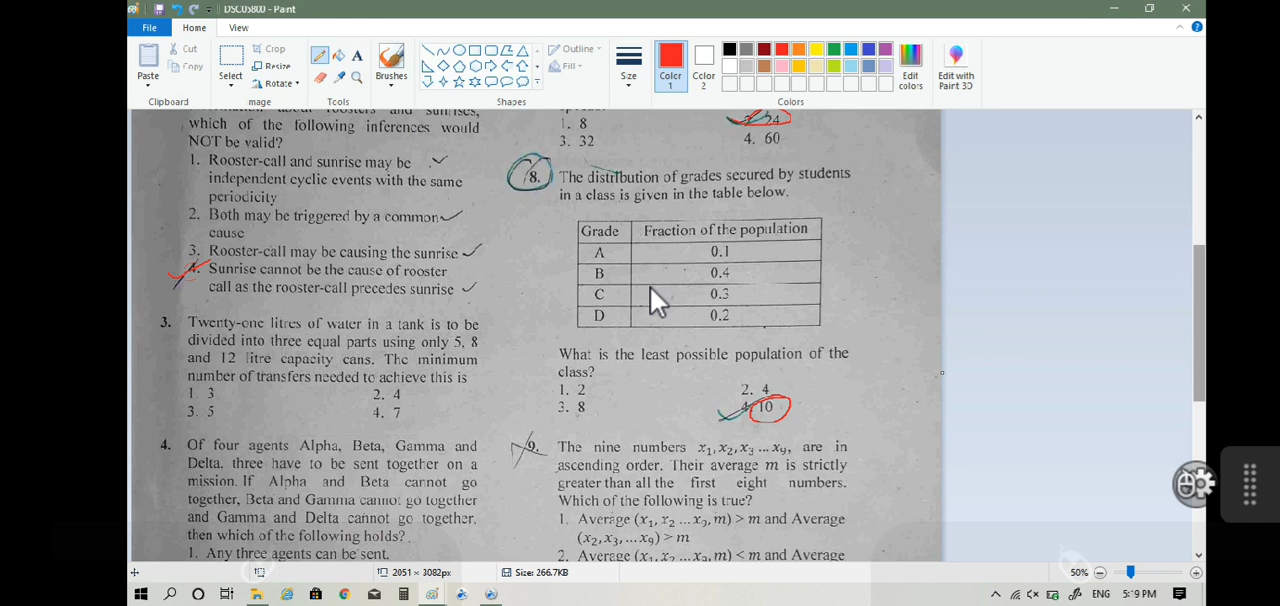 DSC05800 - Paint
File
Home
View
Paste
Cut
Copy
Clipboard
Select
Crop
Resize
Rotate
Image
A
Tools
Brushes
Shapes
Outline
Fill
Size
Color
1
Color
2
Edit
colors
Colors
Edit with
Paint 3D
about roosters and sunrises,
which of the following inferences would
NOT be valid?
1. Rooster-call and sunrise may be
independent cyclic events with the same
periodicity
2. Both may be triggered by a common
cause
3. Rooster-call may be causing the sunrise
4. Sunrise cannot be the cause of rooster
call as the rooster-call precedes sunrise
3. Twenty-one litres of water in a tank is to be
divided into three equal parts using only 5, 8
and 12 litre capacity cans. The minimum
number of transfers needed to achieve this is
1. 3
2. 4
3. 5
4. 7
4. Of four agents Alpha, Beta, Gamma and
Delta, three have to be sent together on a
mission. If Alpha and Beta cannot go
together, Beta and Gamma cannot go together
and Gamma and Delta cannot go together,
then which of the following holds?
1. Any three agents can be sent.
1. 8
24
3. 32
4. 60
8. The distribution of grades secured by students
in a class is given in the table below.
Grade Fraction of the population
A 0.1
B 0.4
C 0.3
D 0.2
What is the least possible population of the
class?
1. 2
2. 4
3. 8
4. 10
9. The nine numbers x₁, x₂, x₃ ... x₉, are in
ascending order. Their average m is strictly
greater than all the first eight numbers.
Which of the following is true?
1. Average (x₁, x₂ ... x₉, m) > m and Average
(x₂, x₃, ... x₉) > m
2. Average (x₁, x₂ ... x₉, m) < m and Average
2051 × 3082px
Size: 266.7KB
50%
ENG
5:19 PM